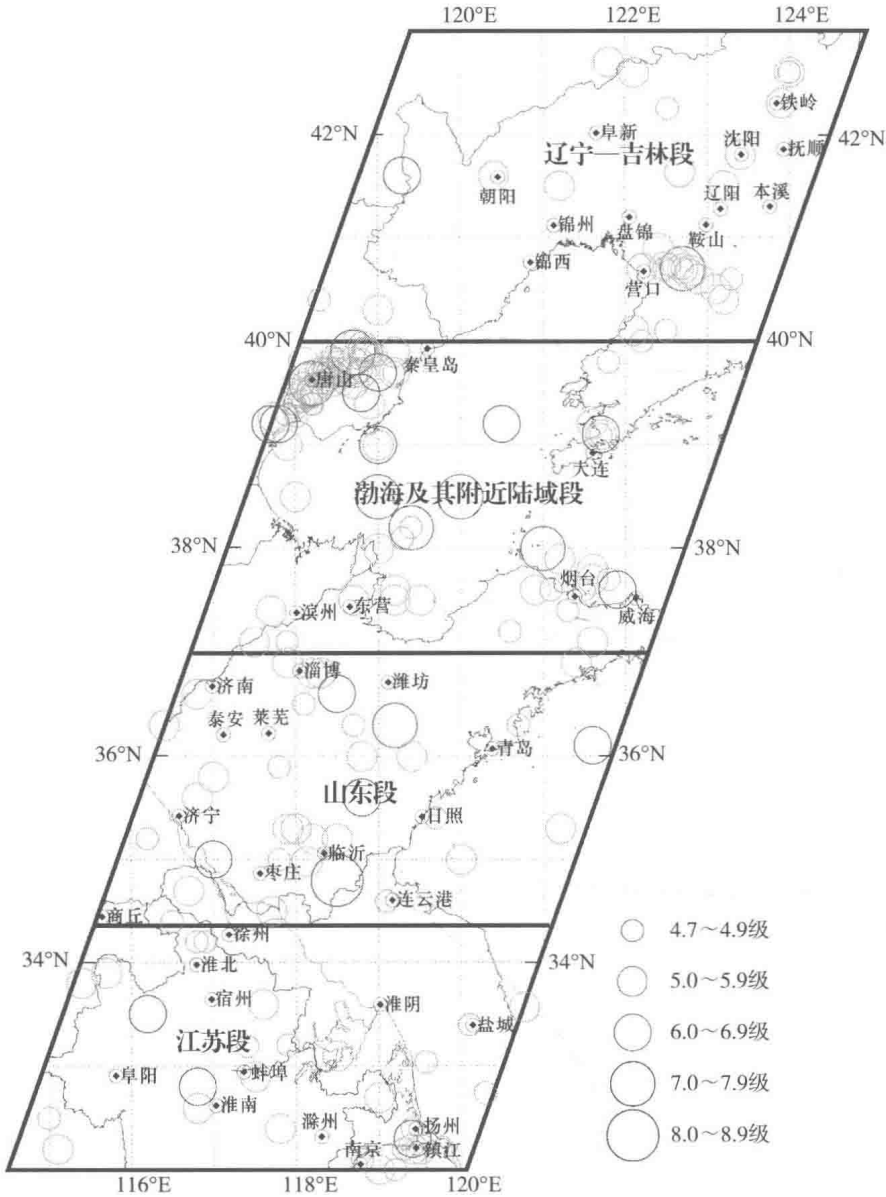 120°E 122°E 124°E
铁岭
42°N 阜新 沈阳 抚顺 42°N
辽宁—吉林段
朝阳 辽阳 本溪
锦州 盘锦 鞍山
锦西
营口
40°N 40°N
秦皇岛
唐山
大连
渤海及其附近陆域段
38°N 38°N
烟台
滨州 东营 威海
淄博
济南 潍坊
泰安 莱芜
36°N 青岛 36°N
山东段
济宁 日照
临沂
枣庄
连云港
商丘
徐州
34°N 淮北 34°N
宿州 淮阴
盐城
江苏段
阜阳 蚌埠
淮南
滁州 扬州
南京 镇江
116°E 118°E 120°E
4.7～4.9级
5.0～5.9级
6.0～6.9级
7.0～7.9级
8.0～8.9级